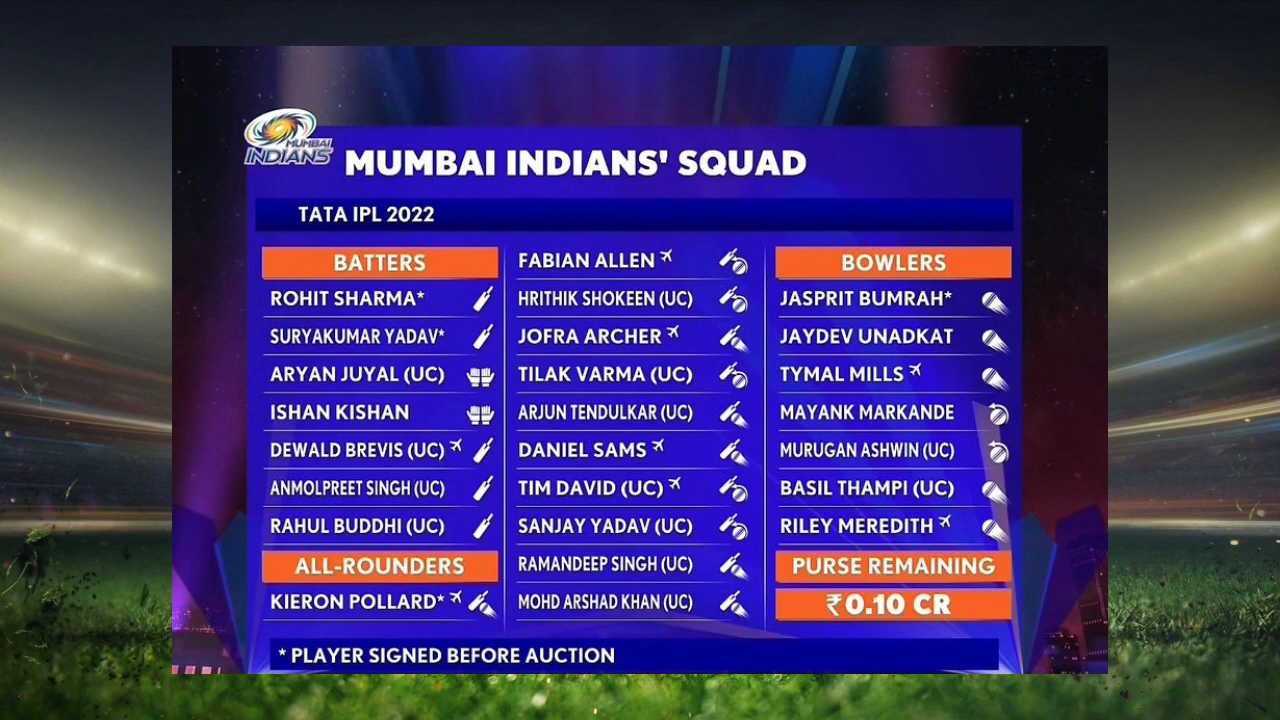 MUMBAI
INDIANS
MUMBAI INDIANS' SQUAD
TATA IPL 2022
BATTERS
ROHIT SHARMA*
SURYAKUMAR YADAV*
ARYAN JUYAL (UC)
ISHAN KISHAN
DEWALD BREVIS (UC)
ANMOLPREET SINGH (UC)
RAHUL BUDDHI (UC)
ALL-ROUNDERS
KIERON POLLARD*
FABIAN ALLEN
HRITHIK SHOKEEN (UC)
JOFRA ARCHER
TILAK VARMA (UC)
ARJUN TENDULKAR (UC)
DANIEL SAMS
TIM DAVID (UC)
SANJAY YADAV (UC)
RAMANDEEP SINGH (UC)
MOHD ARSHAD KHAN (UC)
BOWLERS
JASPRIT BUMRAH*
JAYDEV UNADKAT
TYMAL MILLS
MAYANK MARKANDE
MURUGAN ASHWIN (UC)
BASIL THAMPI (UC)
RILEY MEREDITH
PURSE REMAINING
₹0.10 CR
* PLAYER SIGNED BEFORE AUCTION